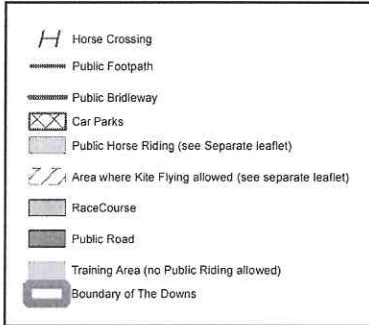 Horse Crossing
Public Footpath
Public Bridleway
Car Parks
Public Horse Riding (see Separate leaflet)
Area where Kite Flying allowed (see separate leaflet)
RaceCourse
Public Road
Training Area (no Public Riding allowed)
Boundary of The Downs